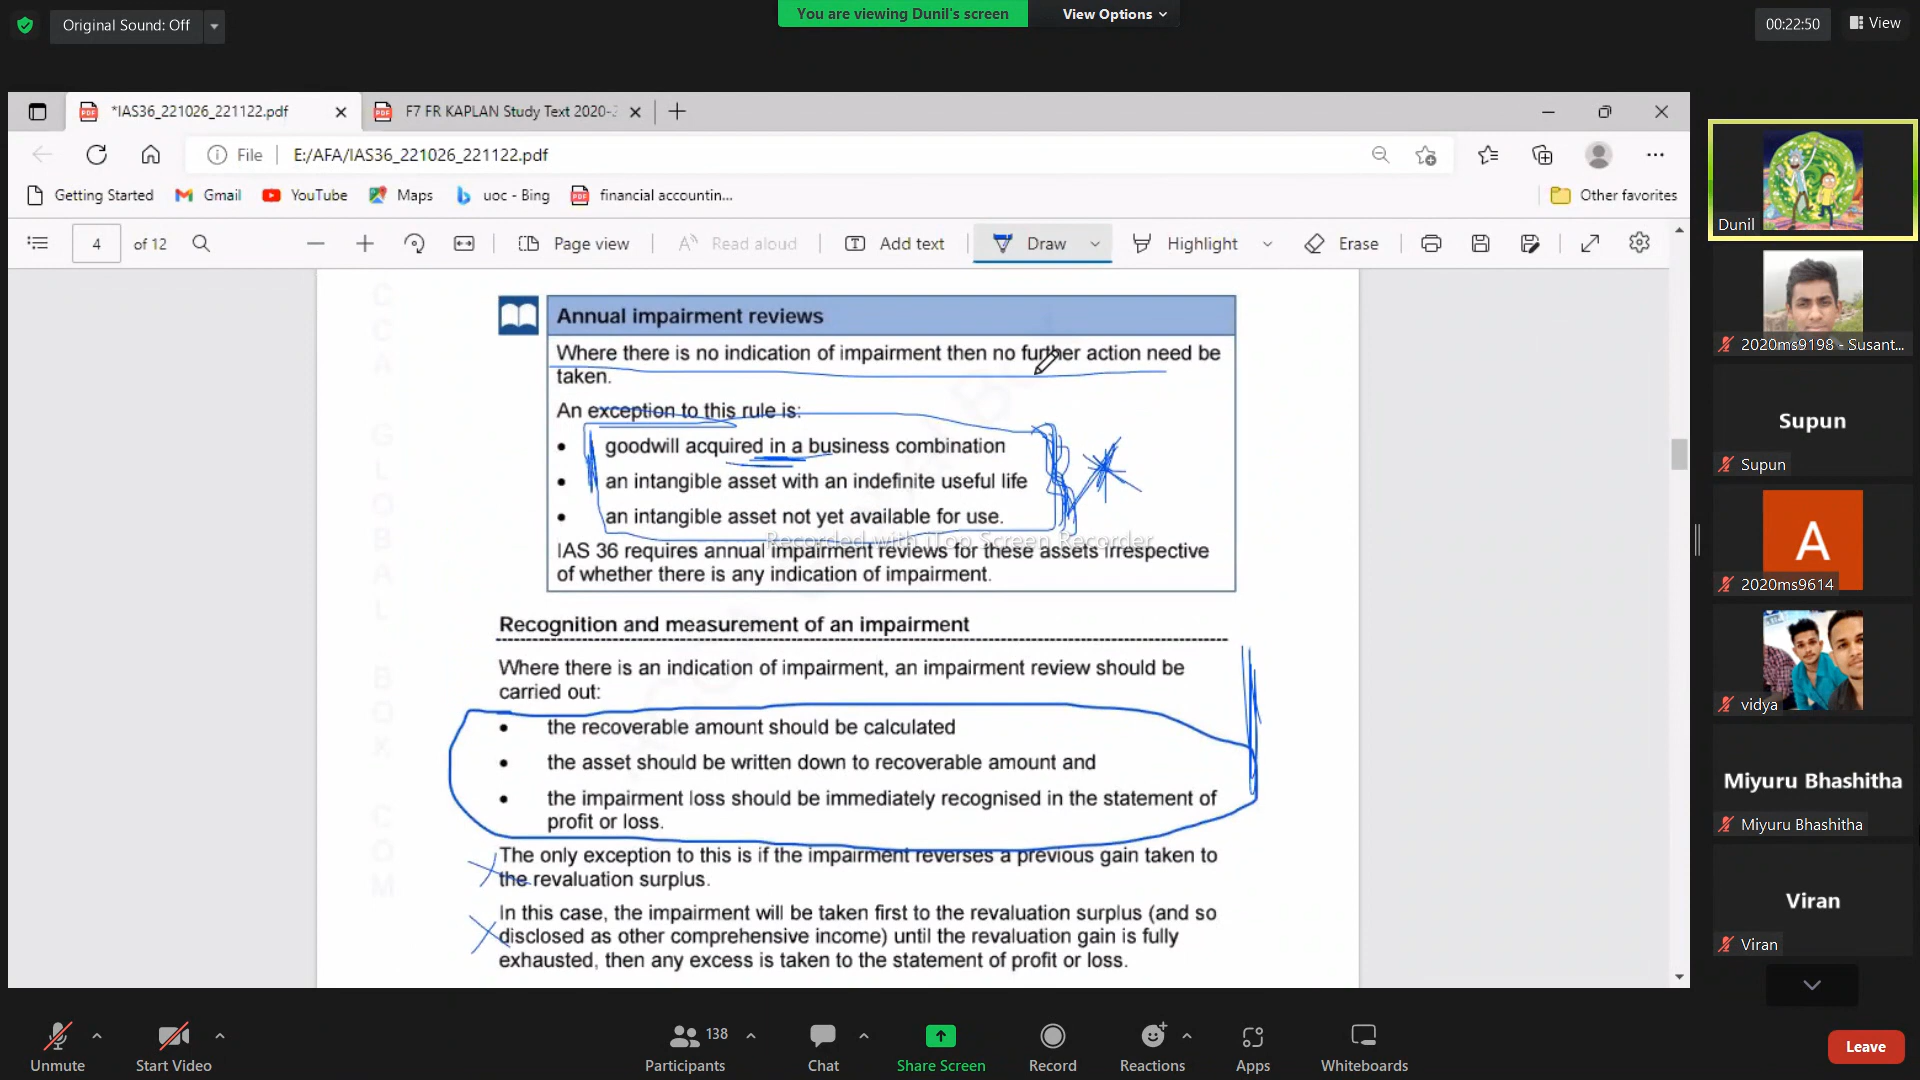 Original Sound: Off
You are viewing Dunil's screen
View Options
00:22:50
View
*IAS36_221026_221122.pdf
F7 FR KAPLAN Study Text 2020-
File
E:/AFA/IAS36_221026_221122.pdf
Getting Started
Gmail
YouTube
Maps
uoc - Bing
financial accountin...
Other favorites
4
of 12
Page view
Read aloud
Add text
Draw
Highlight
Erase
Annual impairment reviews
Where there is no indication of impairment then no further action need be
taken.
An exception to this rule is:
• goodwill acquired in a business combination
• an intangible asset with an indefinite useful life
• an intangible asset not yet available for use.
Recorded with iTop Screen Recorder
IAS 36 requires annual impairment reviews for these assets irrespective
of whether there is any indication of impairment.
Recognition and measurement of an impairment
Where there is an indication of impairment, an impairment review should be
carried out:
• the recoverable amount should be calculated
• the asset should be written down to recoverable amount and
• the impairment loss should be immediately recognised in the statement of
profit or loss.
The only exception to this is if the impairment reverses a previous gain taken to
the revaluation surplus.
In this case, the impairment will be taken first to the revaluation surplus (and so
disclosed as other comprehensive income) until the revaluation gain is fully
exhausted, then any excess is taken to the statement of profit or loss.
Dunil
2020ms9198 - Susant...
Supun
Supun
A
2020ms9614
vidya
Miyuru Bhashitha
Miyuru Bhashitha
Viran
Viran
Unmute
Start Video
138
Participants
Chat
Share Screen
Record
Reactions
Apps
Whiteboards
Leave